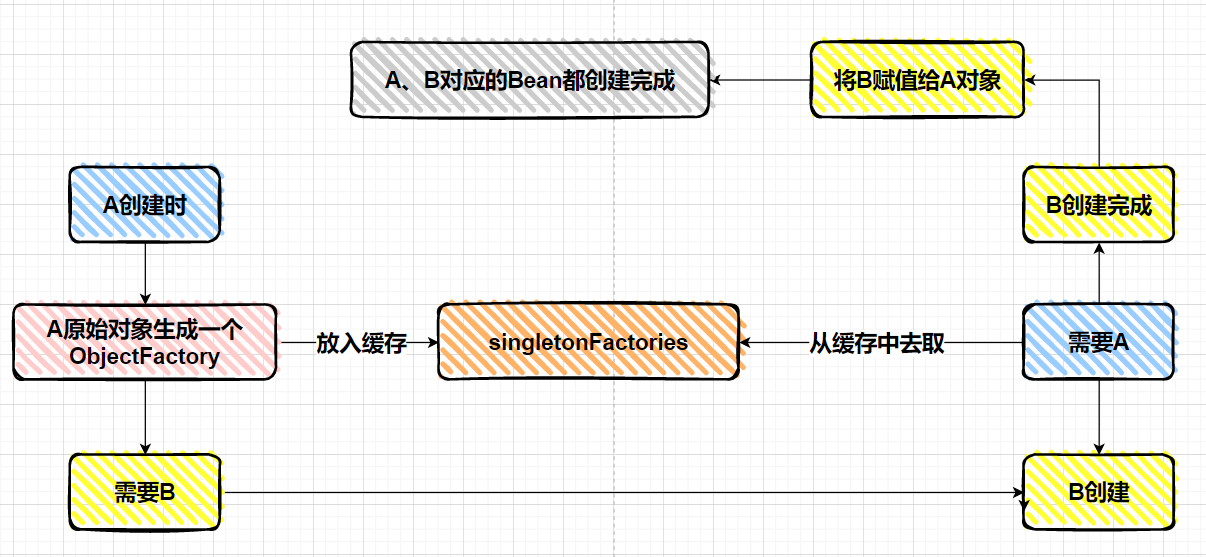 A、B对应的Bean都创建完成
将B赋值给A对象
A创建时
B创建完成
A原始对象生成一个
ObjectFactory
放入缓存
singletonFactories
从缓存中去取
需要A
需要B
B创建